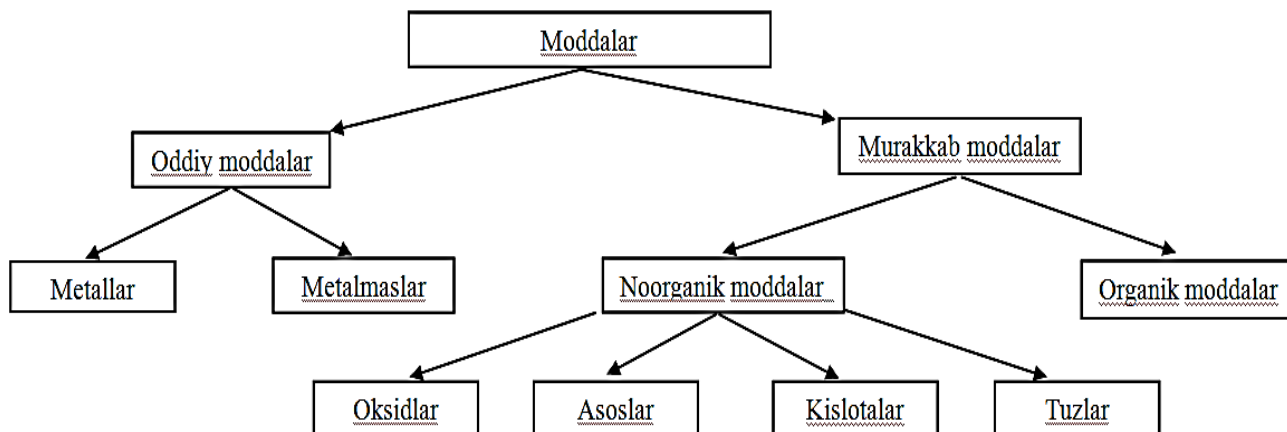 Moddalar
Oddiy moddalar
Murakkab moddalar
Metallar
Metalmaslar
Noorganik moddalar
Organik moddalar
Oksidlar
Asoslar
Kislotalar
Tuzlar